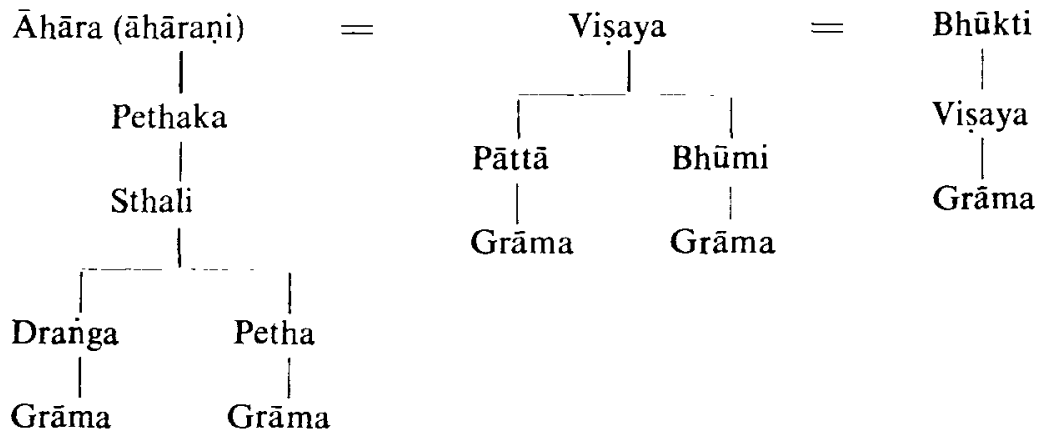 Āhāra (āhāraṇi) = Viṣaya = Bhūkti
Pethaka Viṣaya
Pāttā Bhūmi
Sthali Grāma
Grāma Grāma
Draṅga Petha
Grāma Grāma